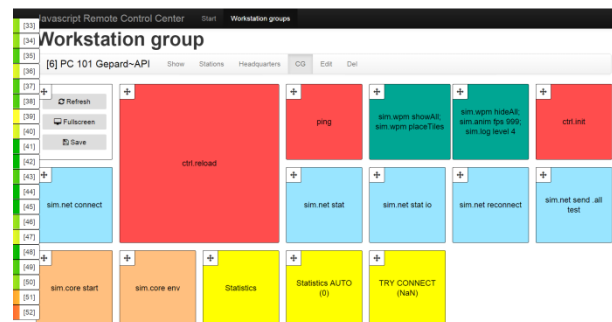 Javascript Remote Control Center Start Workstation groups
Workstation group
[6] PC 101 Gepard~API Show Stations Headquarters CG Edit Del
[33]
[34]
[35]
[36]
[37]
[38]
[39]
[40]
[41]
[42]
[43]
[44]
[45]
[46]
[47]
[48]
[49]
[50]
[51]
[52]
Refresh
Fullscreen
Save
ctrl.reload
ping
sim.wpm showAll;
sim.wpm placeTiles
sim.wpm hideAll;
sim.anim fps 999;
sim.log level 4
ctrl.init
sim.net connect
sim.net stat
sim.net stat io
sim.net reconnect
sim.net send .all
test
sim.core start
sim.core env
Statistics
Statistics AUTO
(0)
TRY CONNECT
(NaN)